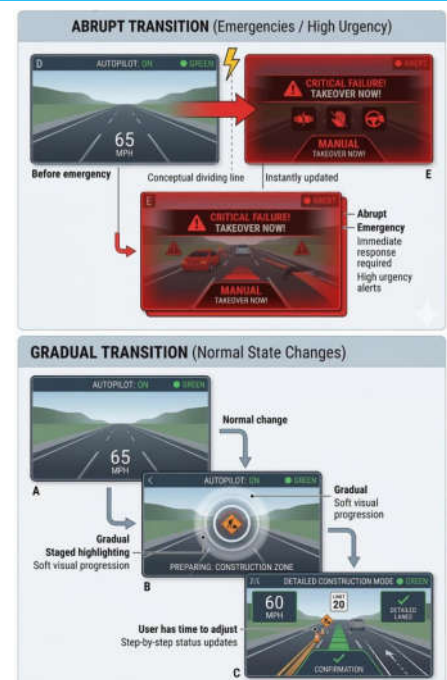 ABRUPT TRANSITION (Emergencies / High Urgency)
D
AUTOPILOT: ON
GREEN
65
MPH
CRITICAL FAILURE!
TAKEOVER NOW!
MANUAL
TAKEOVER NOW!
Before emergency
Conceptual dividing line
Instantly updated
E
E
CRITICAL FAILURE!
TAKEOVER NOW!
MANUAL
TAKEOVER NOW!
Abrupt
Emergency
Immediate
response
required
High urgency
alerts
GRADUAL TRANSITION (Normal State Changes)
AUTOPILOT: ON
GREEN
65
MPH
A
Normal change
AUTOPILOT: ON
GREEN
PREPARING: CONSTRUCTION ZONE
B
Gradual
Soft visual
progression
Gradual
Staged highlighting
Soft visual progression
DETAILED CONSTRUCTION MODE
GREEN
60
MPH
LIMIT
20
DETAILED
LANES
CONFIRMATION
C
User has time to adjust
Step-by-step status updates